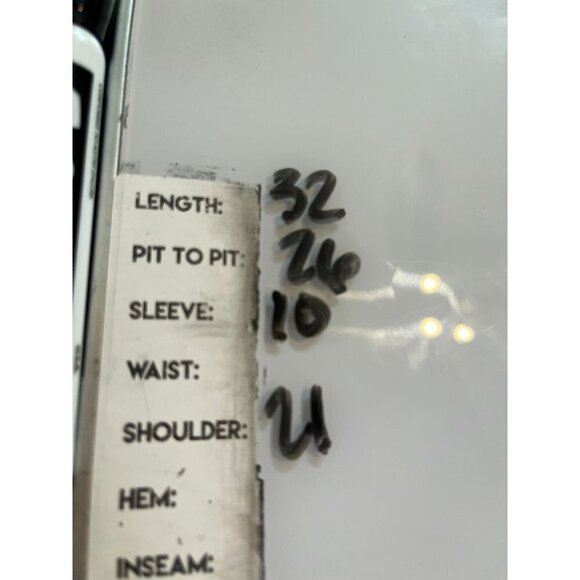 LENGTH: 32
PIT TO PIT: 26
SLEEVE: 10
WAIST:
SHOULDER: 21
HEM:
INSEAM: